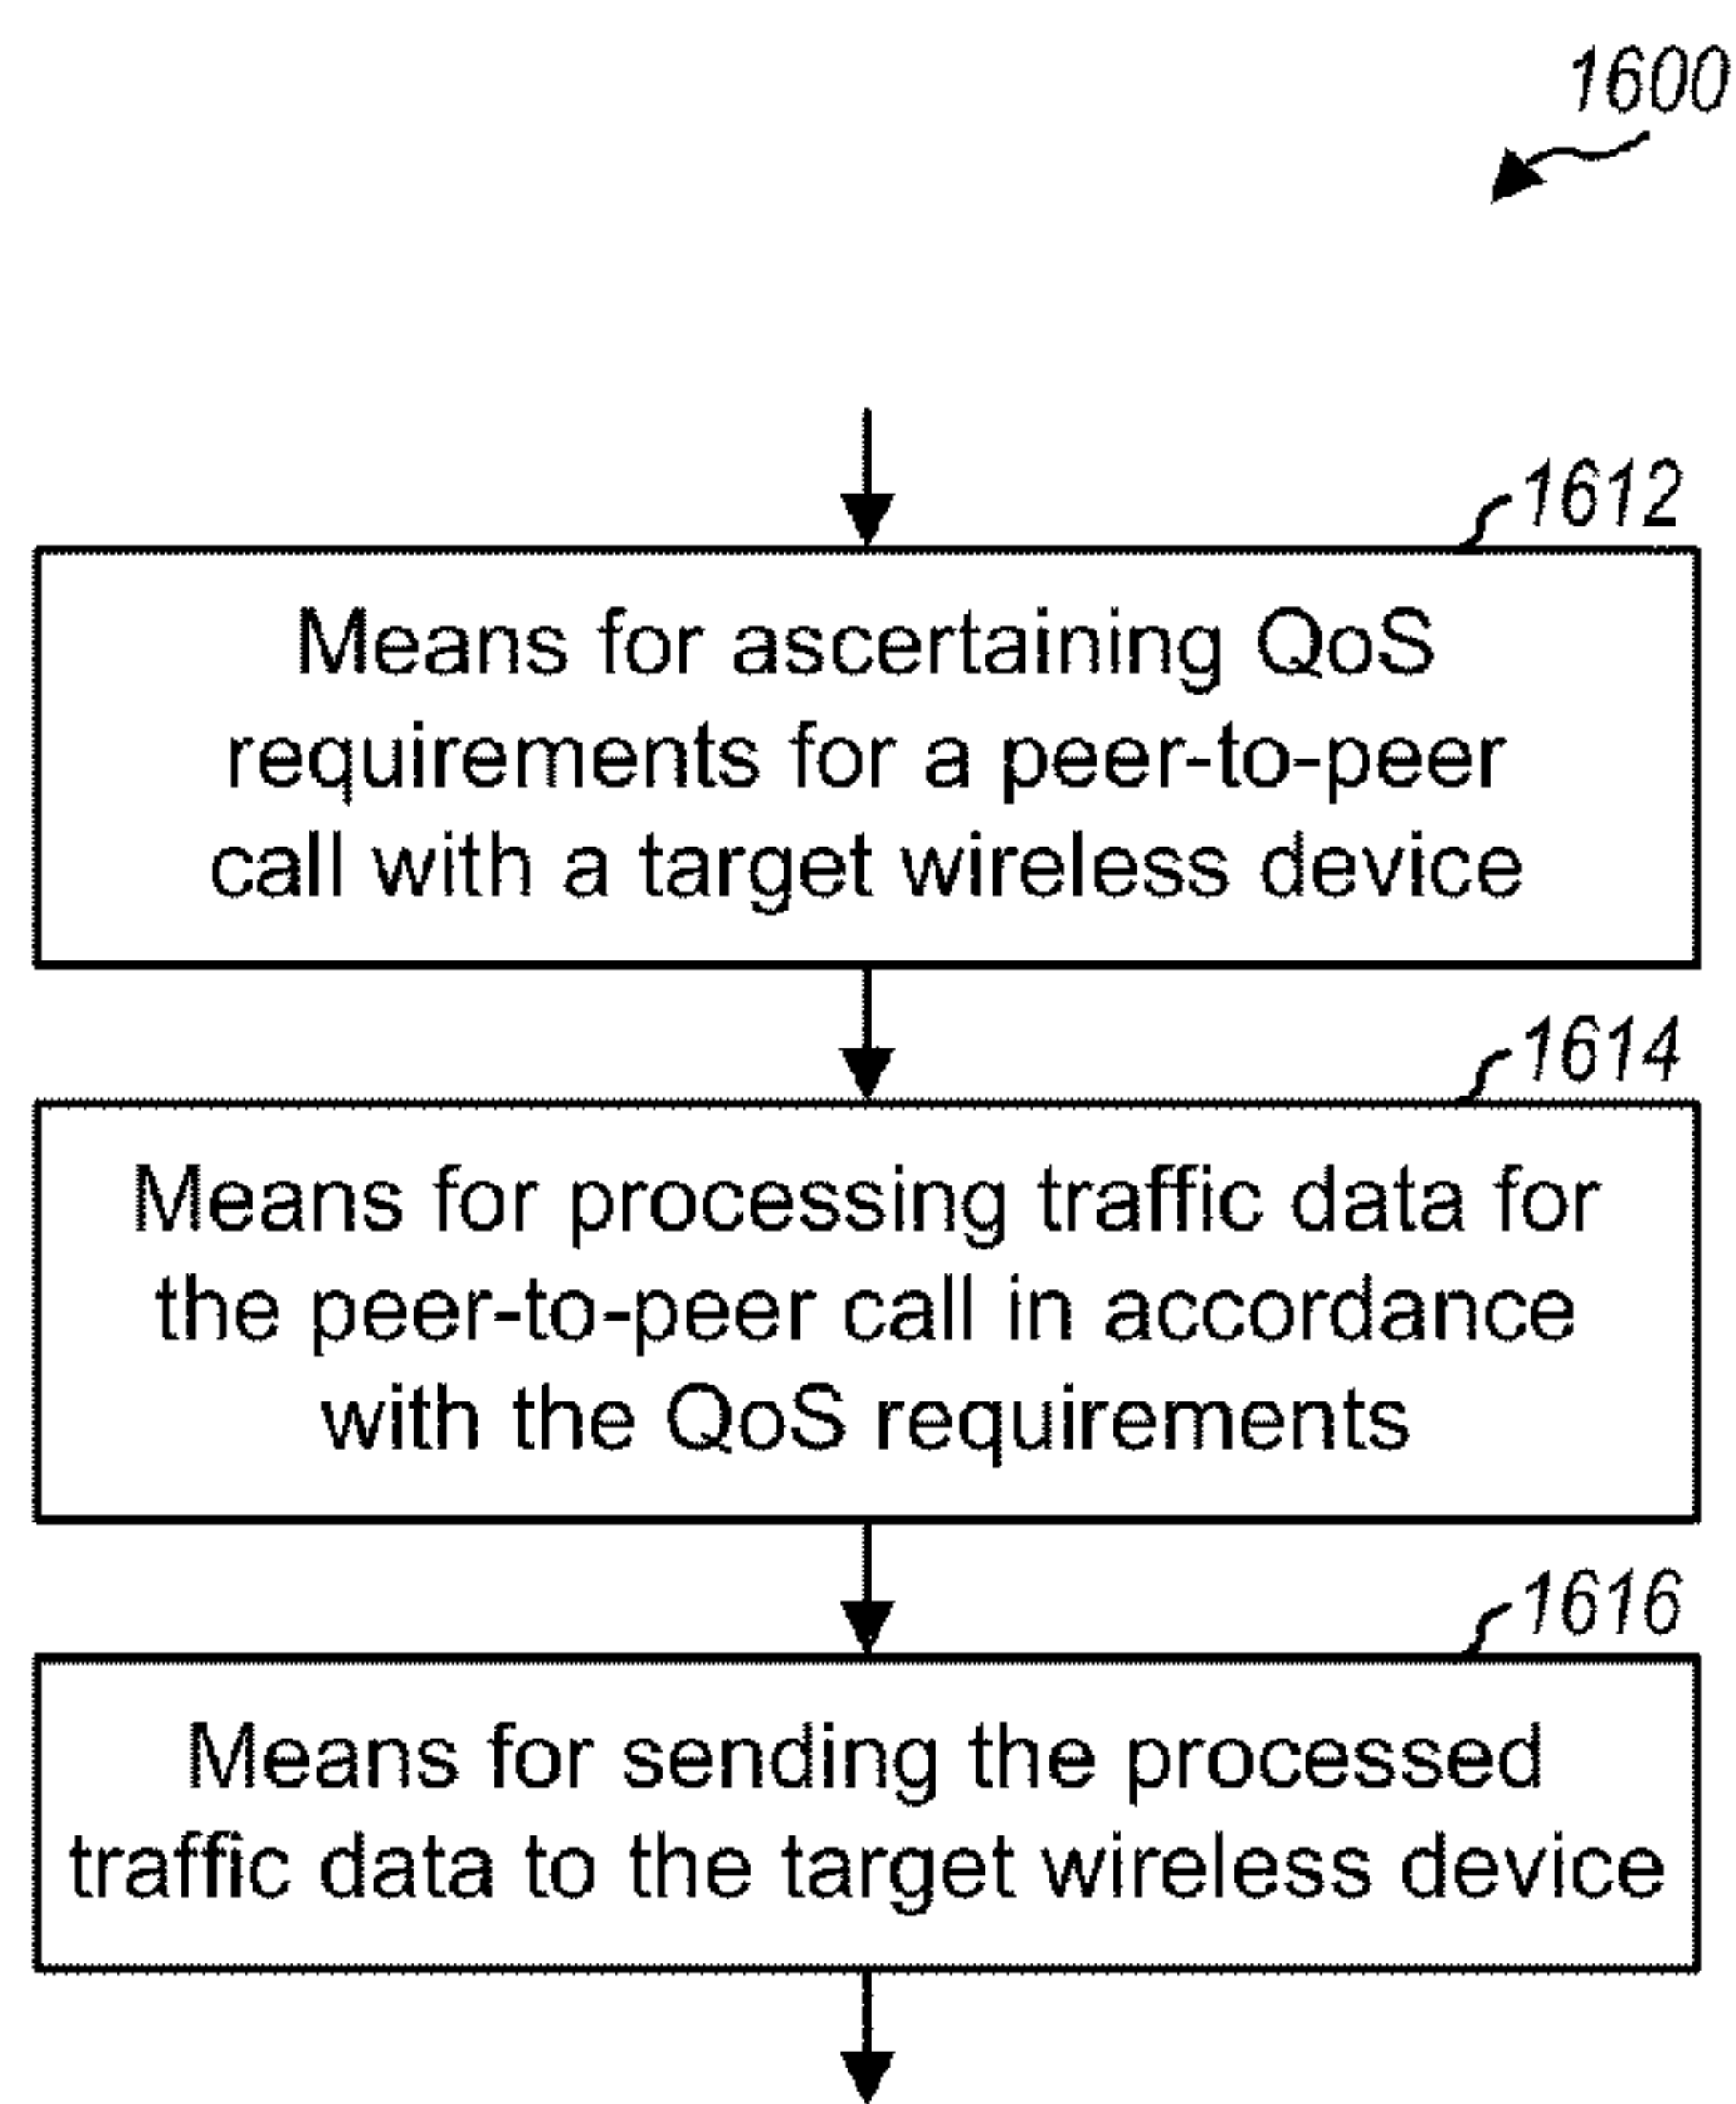 1600
1612
Means for ascertaining QoS
requirements for a peer-to-peer
call with a target wireless device
1614
Means for processing traffic data for
the peer-to-peer call in accordance
with the QoS requirements
1616
Means for sending the processed
traffic data to the target wireless device